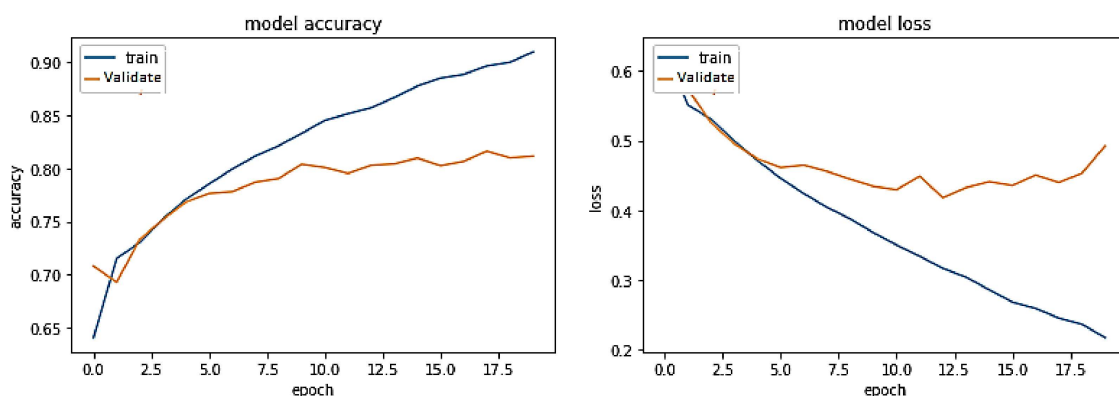 model accuracy
train
Validate
0.90
0.85
0.80
0.75
0.70
0.65
accuracy
0.0 2.5 5.0 7.5 10.0 12.5 15.0 17.5
epoch
model loss
train
Validate
0.6
0.5
0.4
0.3
0.2
loss
0.0 2.5 5.0 7.5 10.0 12.5 15.0 17.5
epoch